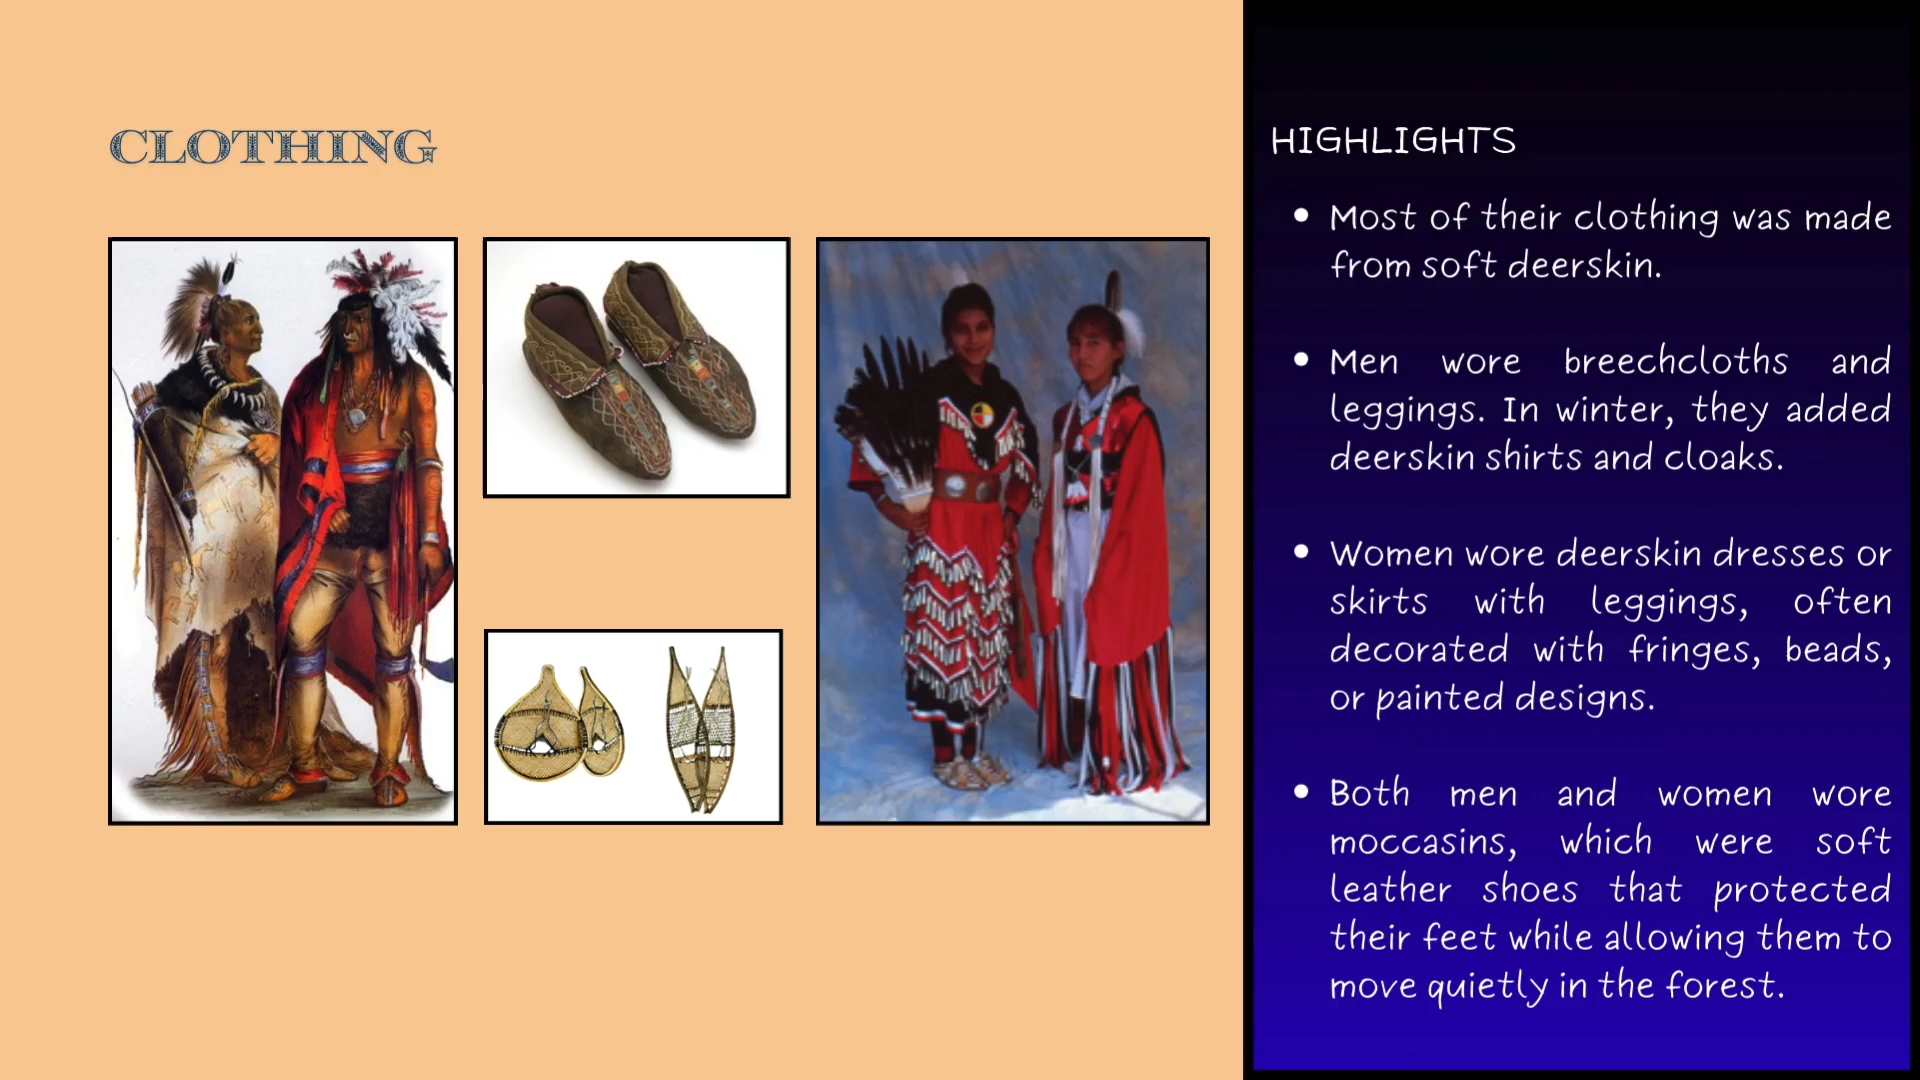 CLOTHING
HIGHLIGHTS
• Most of their clothing was made
from soft deerskin.
• Men wore breechcloths and
leggings. In winter, they added
deerskin shirts and cloaks.
• Women wore deerskin dresses or
skirts with leggings, often
decorated with fringes, beads,
or painted designs.
• Both men and women wore
moccasins, which were soft
leather shoes that protected
their feet while allowing them to
move quietly in the forest.